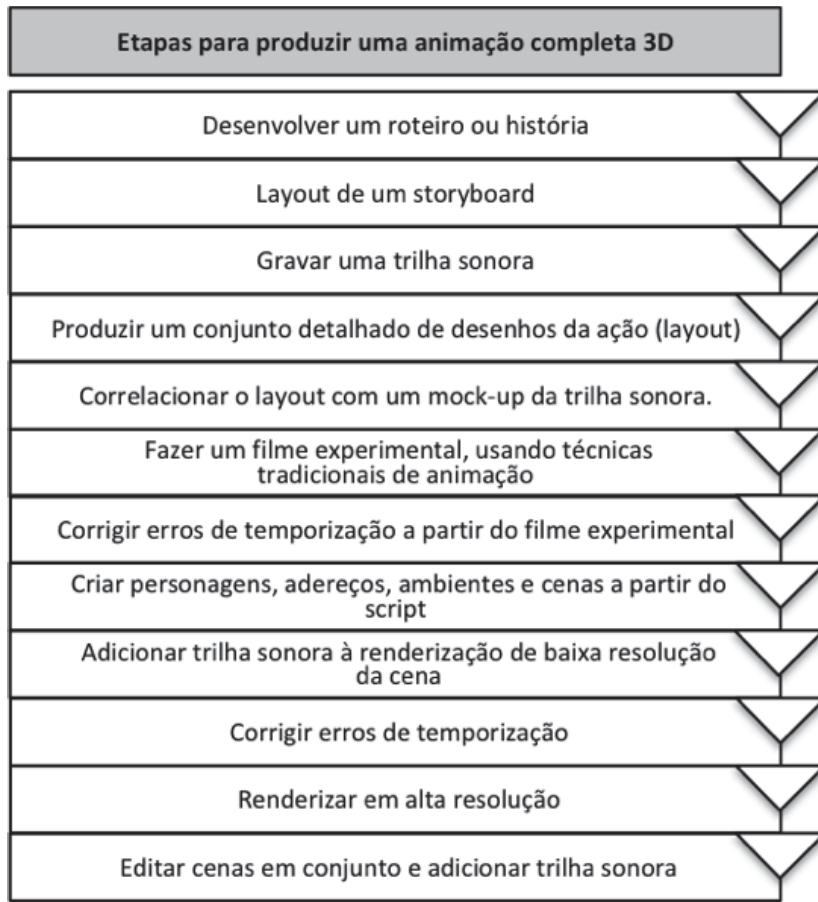 Etapas para produzir uma animação completa 3D
Desenvolver um roteiro ou história
Layout de um storyboard
Gravar uma trilha sonora
Produzir um conjunto detalhado de desenhos da ação (layout)
Correlacionar o layout com um mock-up da trilha sonora.
Fazer um filme experimental, usando técnicas
tradicionais de animação
Corrigir erros de temporização a partir do filme experimental
Criar personagens, adereços, ambientes e cenas a partir do
script
Adicionar trilha sonora à renderização de baixa resolução
da cena
Corrigir erros de temporização
Renderizar em alta resolução
Editar cenas em conjunto e adicionar trilha sonora